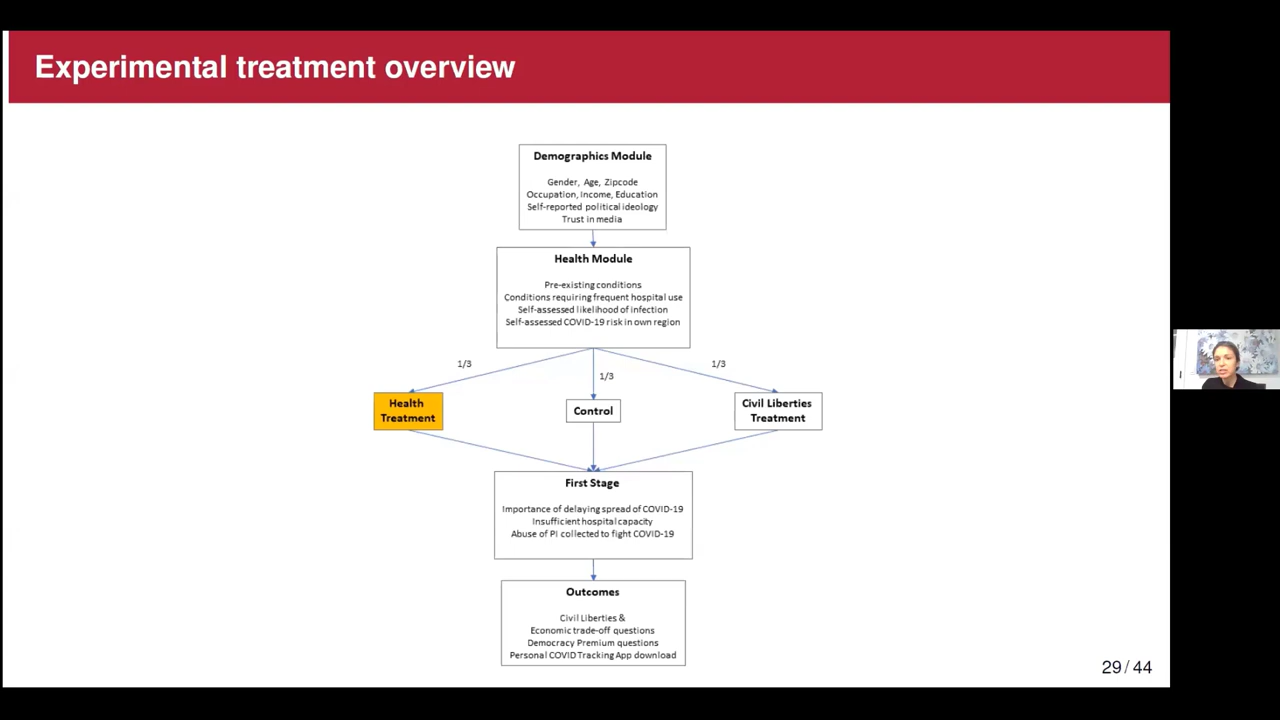 Experimental treatment overview
Demographics Module
Gender, Age, Zipcode
Occupation, Income, Education
Self-reported political ideology
Trust in media
Health Module
Pre-existing conditions
Conditions requiring frequent hospital use
Self-assessed likelihood of infection
Self-assessed COVID-19 risk in own region
1/3
1/3
1/3
Health
Treatment
Control
Civil Liberties
Treatment
First Stage
Importance of delaying spread of COVID-19
Insufficient hospital capacity
Abuse of PI collected to fight COVID-19
Outcomes
Civil Liberties &
Economic trade-off questions
Democracy Premium questions
Personal COVID Tracking App download
29 / 44